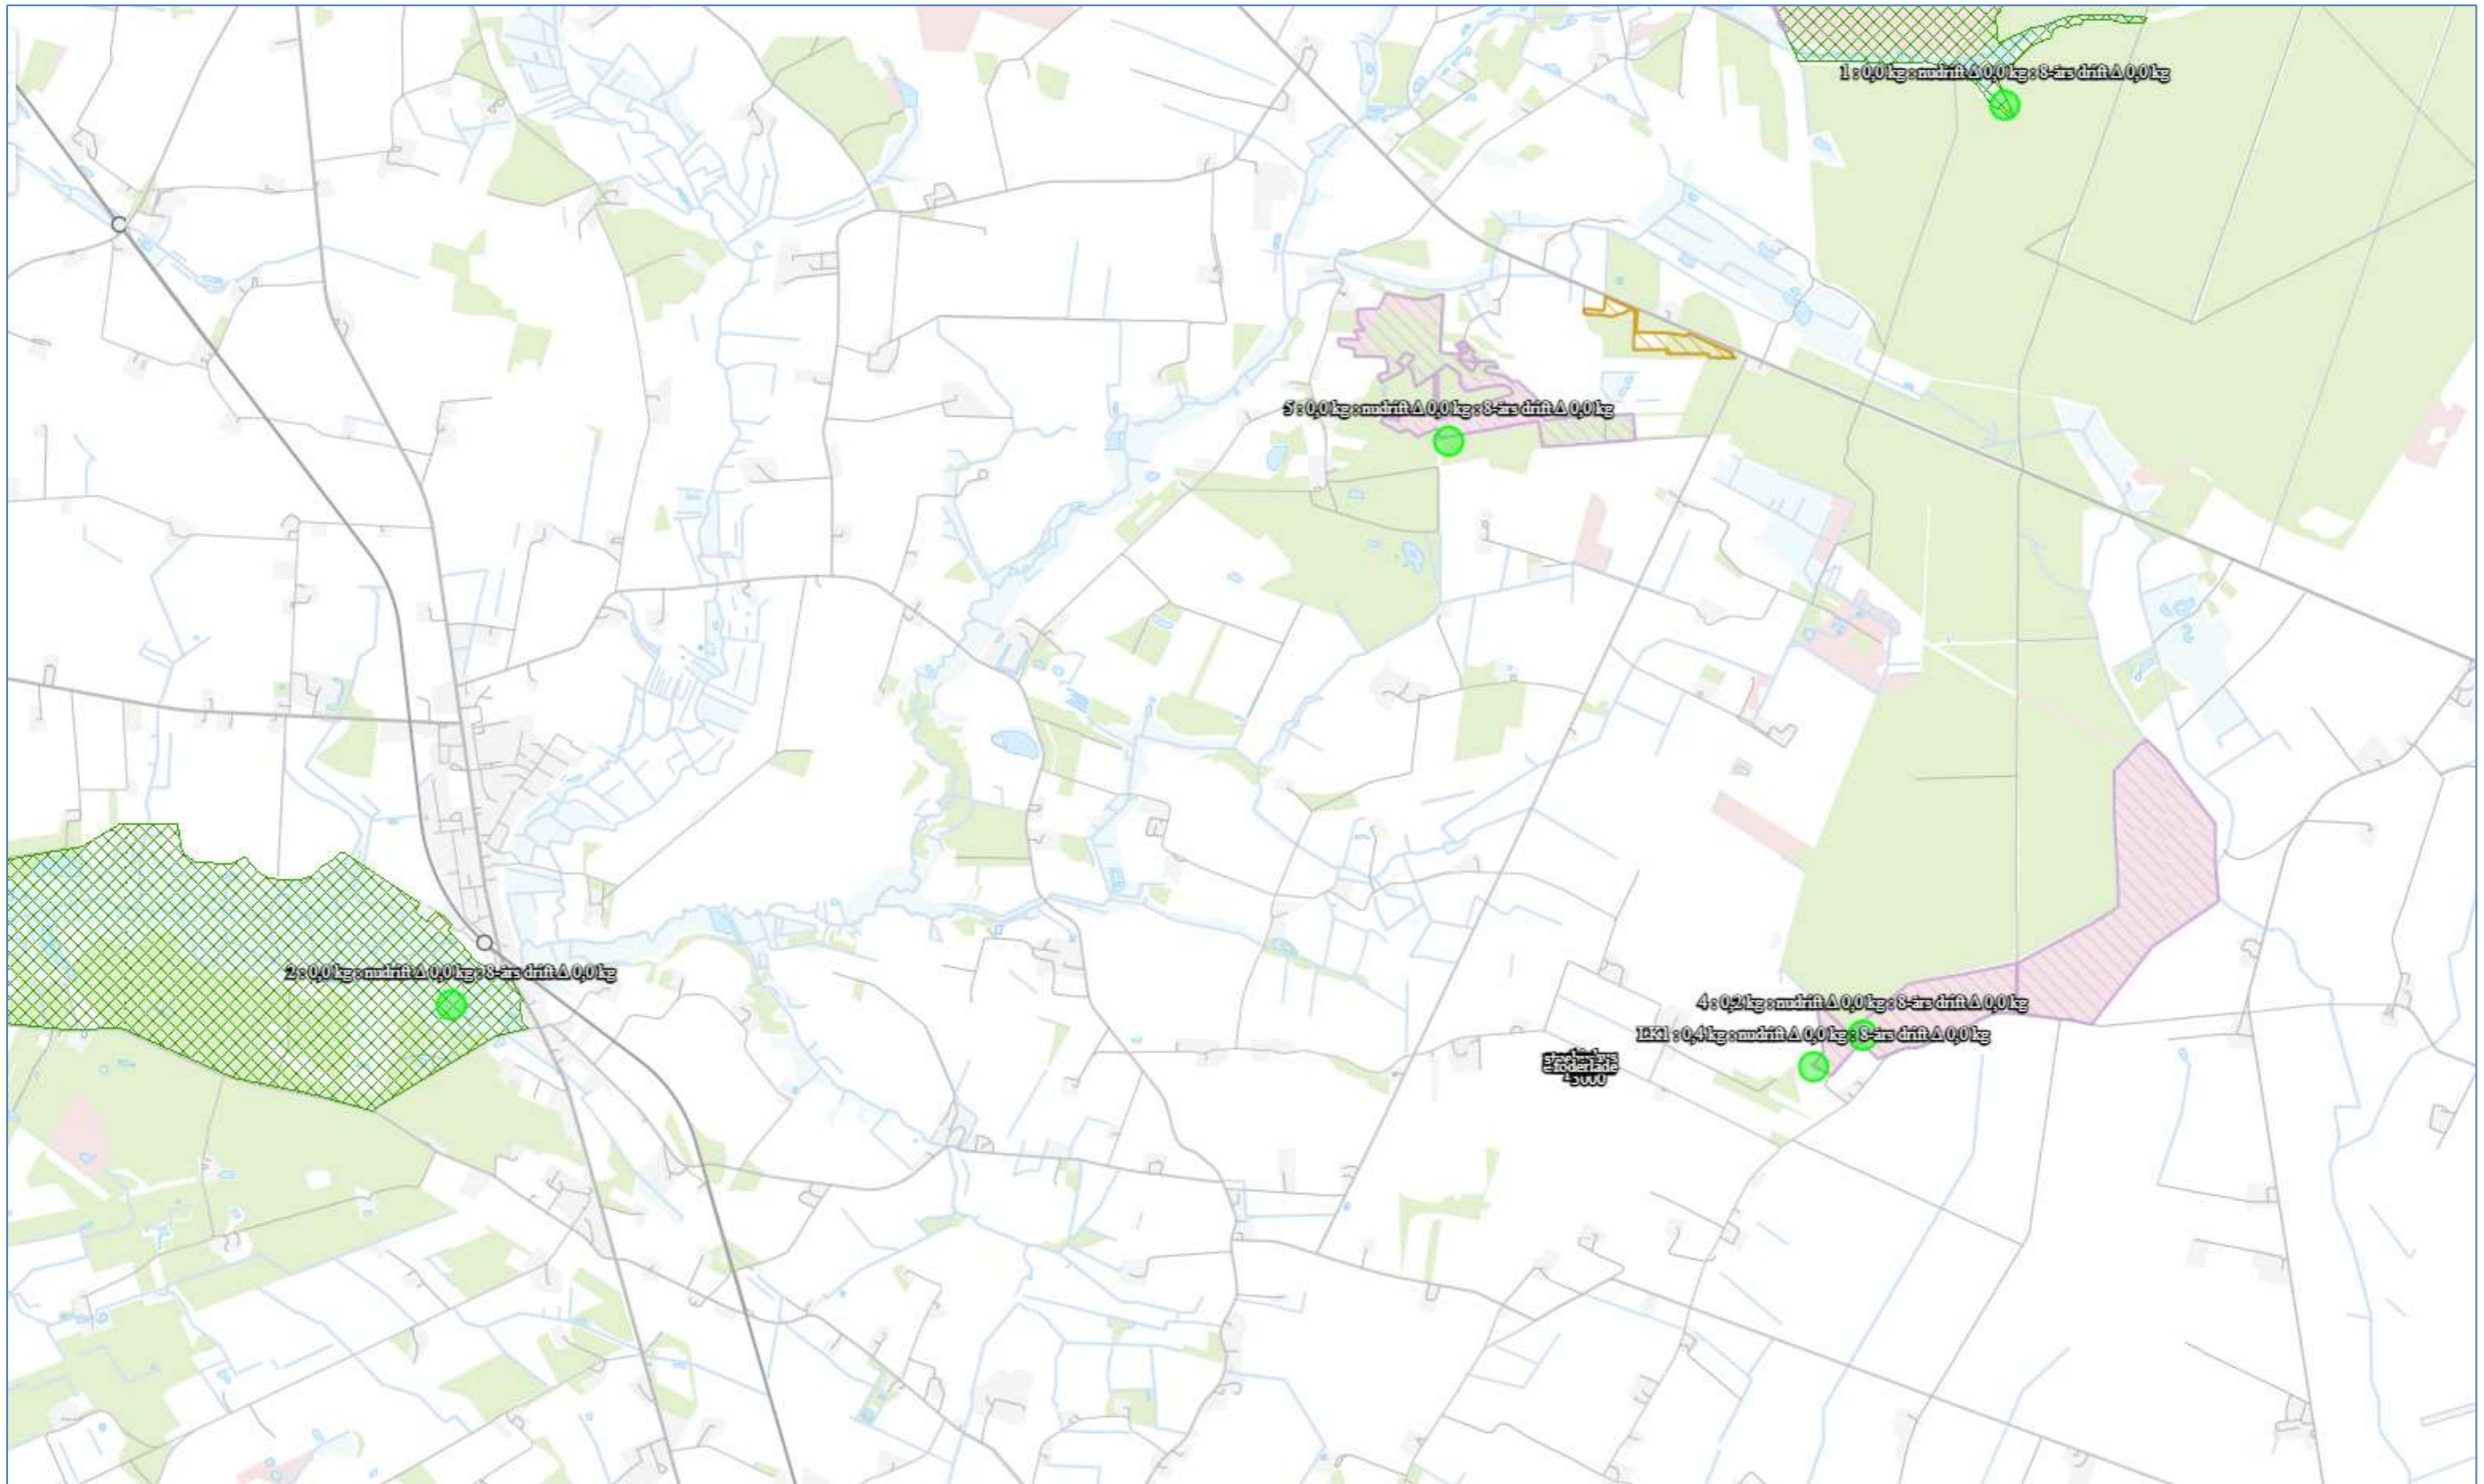 1 : 0,0 kg : nudrift Δ 0,0 kg : 8-års drift Δ 0,0 kg
5 : 0,0 kg : nudrift Δ 0,0 kg : 8-års drift Δ 0,0 kg
2 : 0,0 kg : nudrift Δ 0,0 kg : 8-års drift Δ 0,0 kg
4 : 0,2 kg : nudrift Δ 0,0 kg : 8-års drift Δ 0,0 kg
EK1 : 0,4 kg : nudrift Δ 0,0 kg : 8-års drift Δ 0,0 kg
foderlade